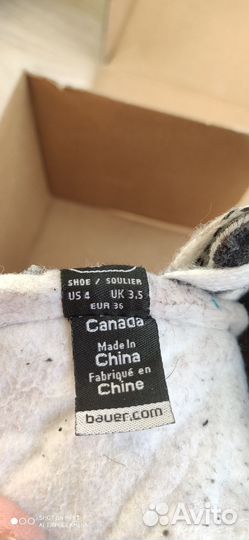 SHOE / SOULIER
US 4 UK 3.5
EUR 36
Canada
Made in
China
Fabriqué en
Chine
bauer.com
Avito